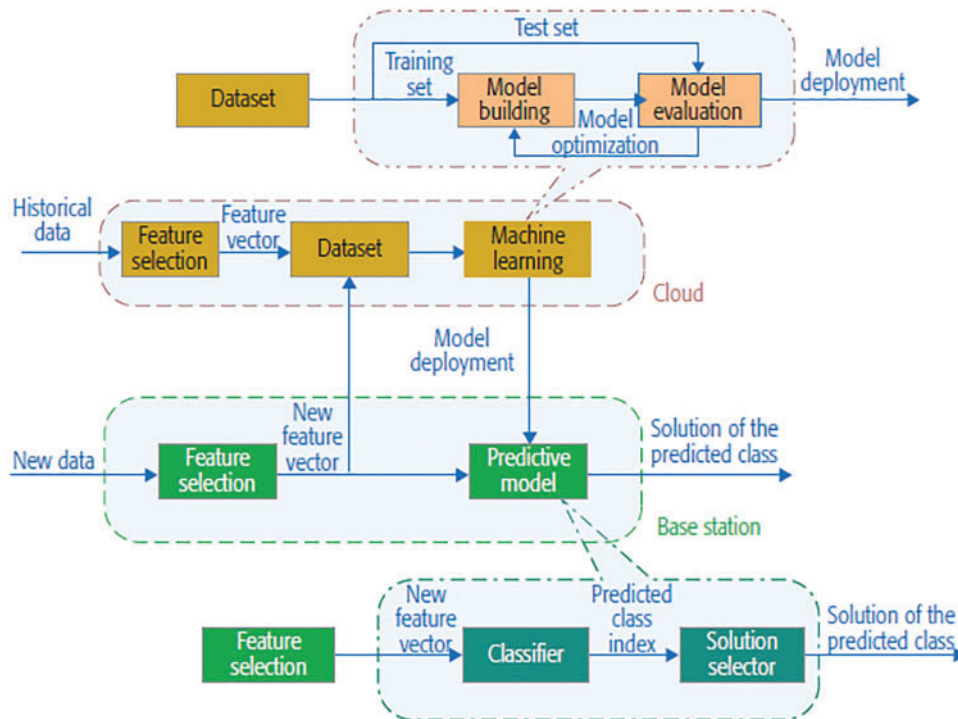 Test set
Training
set
Model
deployment
Dataset
Model
building
Model
evaluation
Model
optimization
Historical
data
Feature
selection
Feature
vector
Dataset
Machine
learning
Cloud
Model
deployment
New data
Feature
selection
New
feature
vector
Predictive
model
Solution of the
predicted class
Base station
Feature
selection
New
feature
vector
Classifier
Predicted
class
index
Solution
selector
Solution of the
predicted class